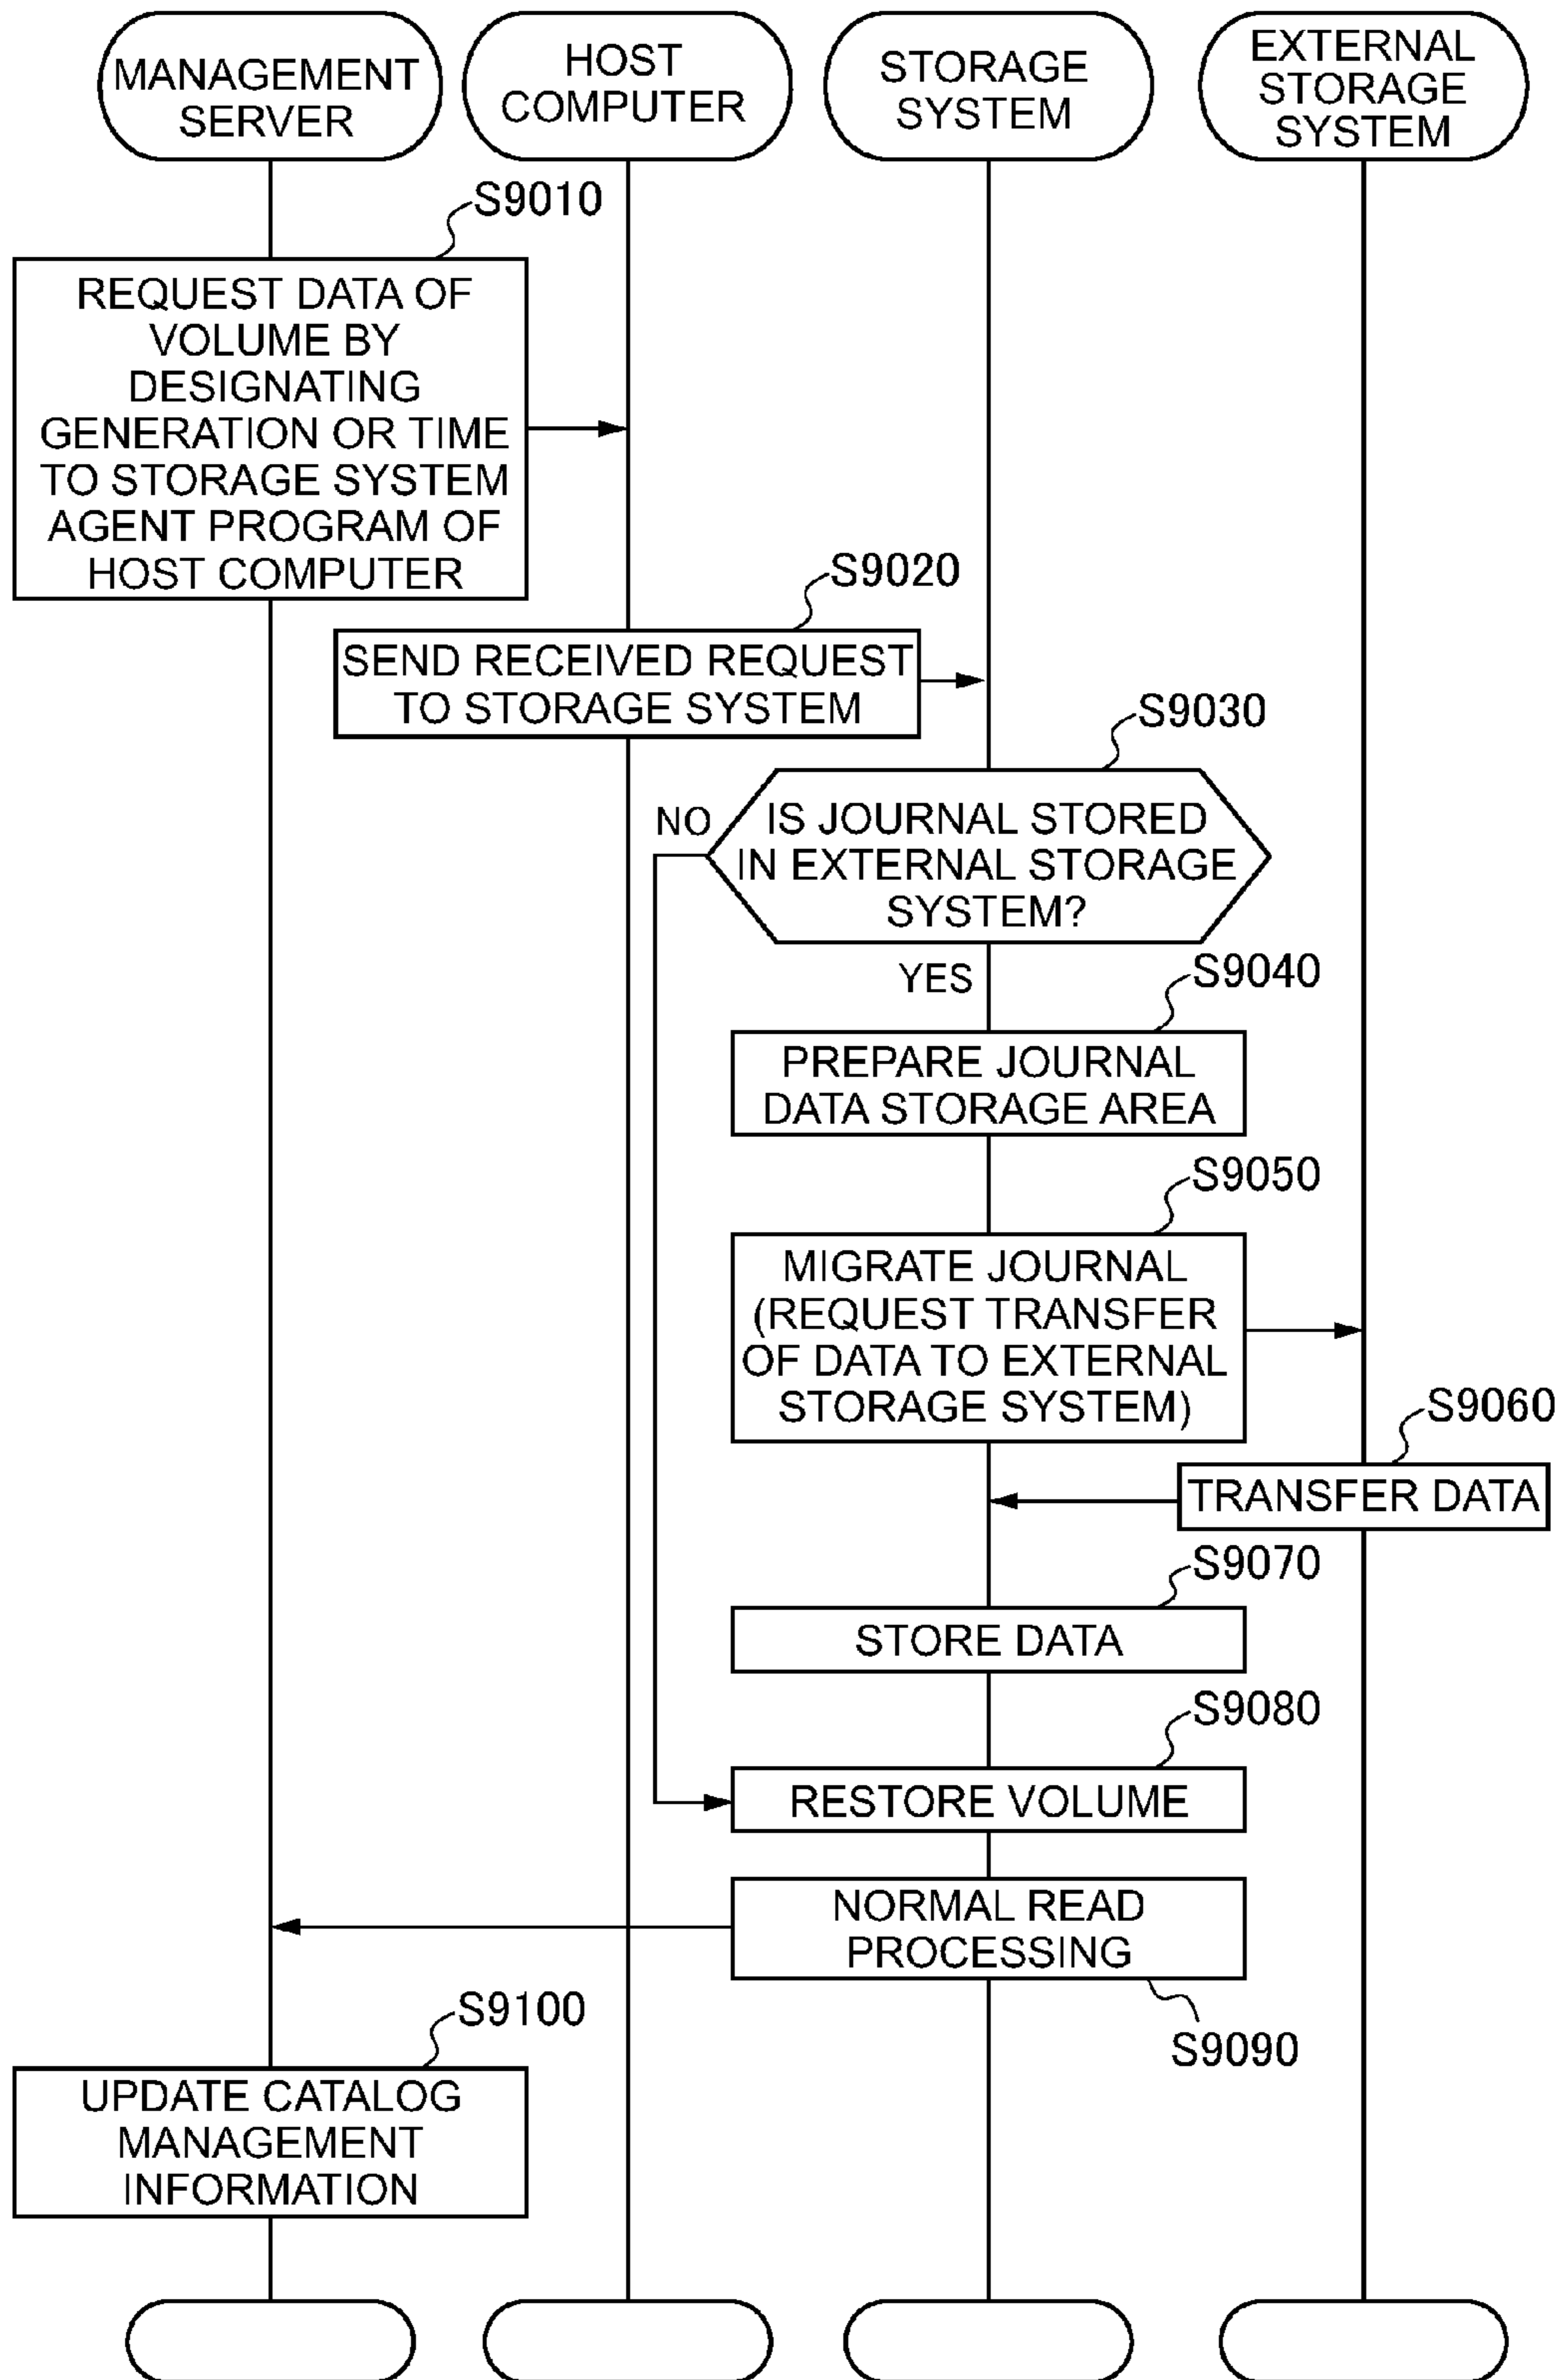 MANAGEMENT
SERVER
HOST
COMPUTER
STORAGE
SYSTEM
EXTERNAL
STORAGE
SYSTEM
S9010
REQUEST DATA OF
VOLUME BY
DESIGNATING
GENERATION OR TIME
TO STORAGE SYSTEM
AGENT PROGRAM OF
HOST COMPUTER
S9020
SEND RECEIVED REQUEST
TO STORAGE SYSTEM
S9030
IS JOURNAL STORED
IN EXTERNAL STORAGE
SYSTEM?
NO
YES
S9040
PREPARE JOURNAL
DATA STORAGE AREA
S9050
MIGRATE JOURNAL
(REQUEST TRANSFER
OF DATA TO EXTERNAL
STORAGE SYSTEM)
S9060
TRANSFER DATA
S9070
STORE DATA
S9080
RESTORE VOLUME
NORMAL READ
PROCESSING
S9090
S9100
UPDATE CATALOG
MANAGEMENT
INFORMATION